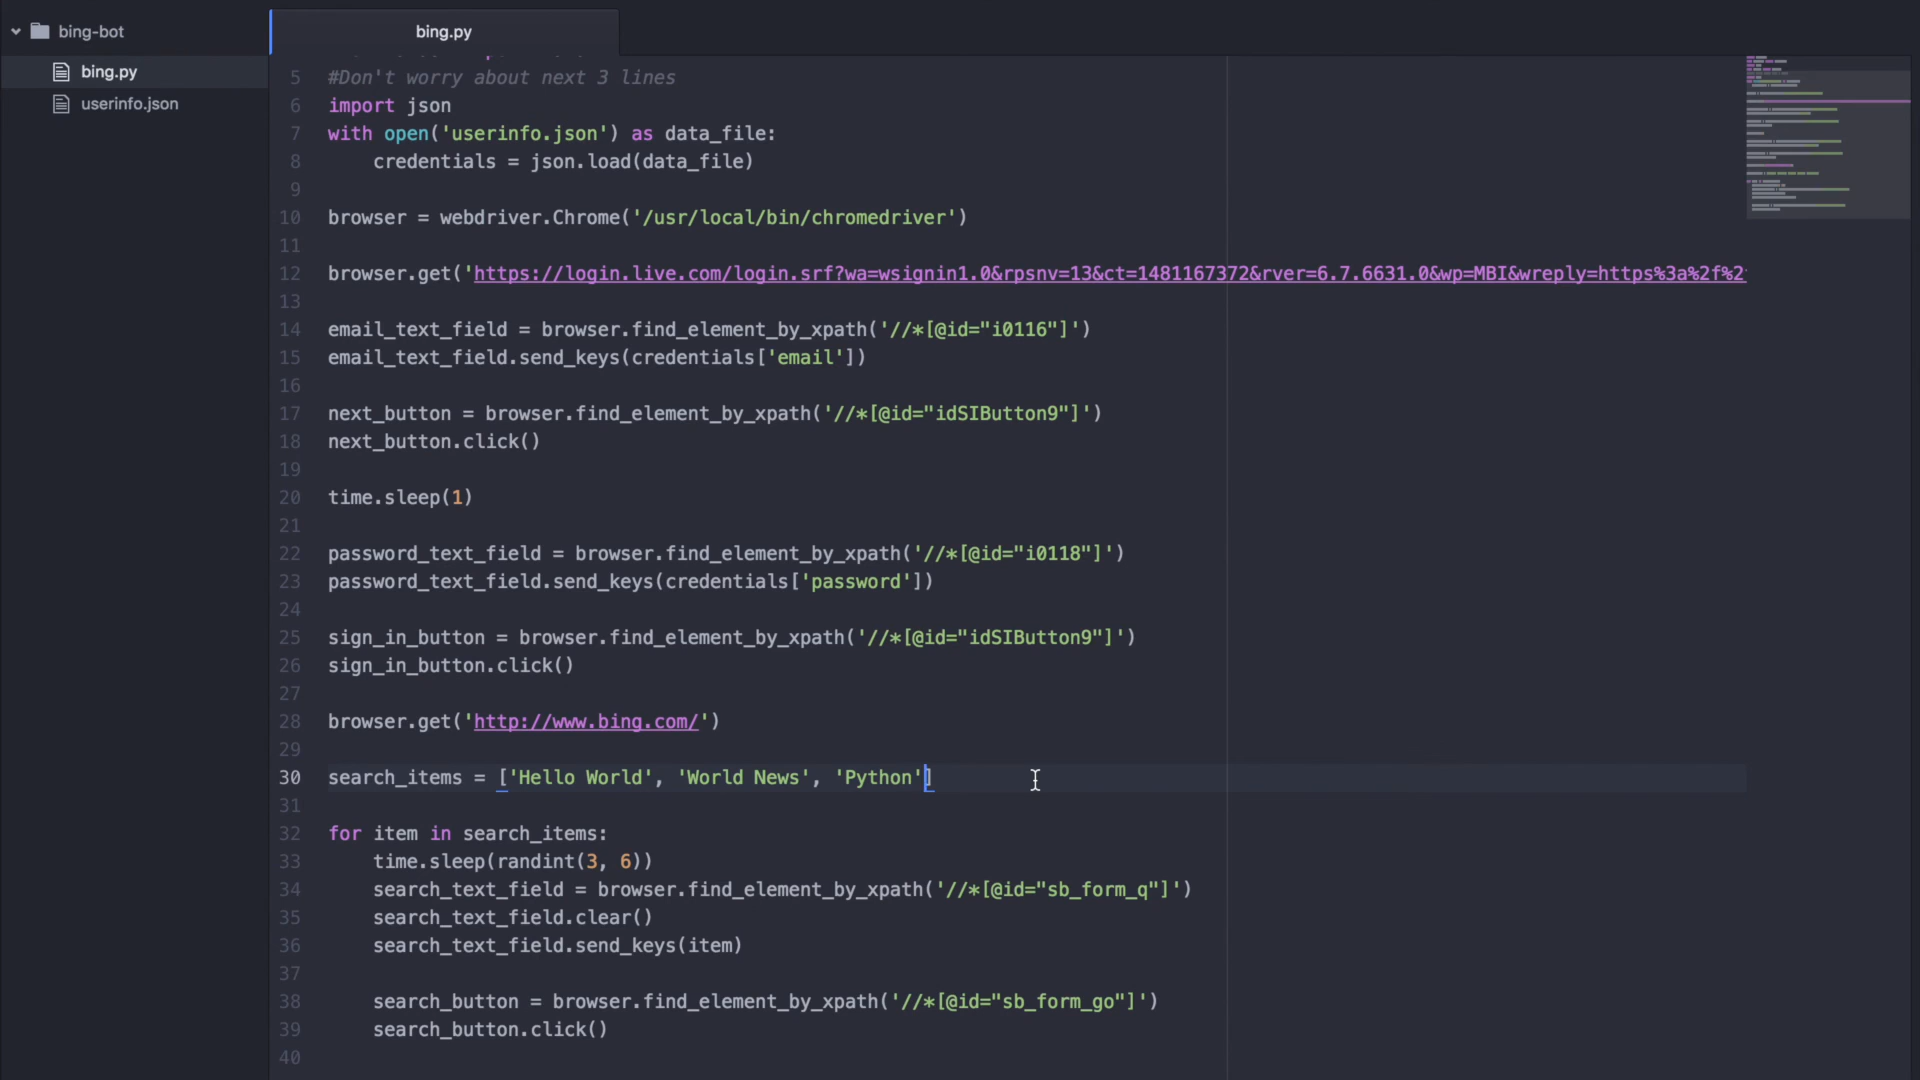 bing-bot
bing.py
userinfo.json
bing.py
5 #Don't worry about next 3 lines
6 import json
7 with open('userinfo.json') as data_file:
8     credentials = json.load(data_file)
9
10 browser = webdriver.Chrome('/usr/local/bin/chromedriver')
11
12 browser.get('https://login.live.com/login.srf?wa=wsignin1.0&rpsnv=13&ct=1481167372&rver=6.7.6631.0&wp=MBI&wreply=https%3a%2f%2
13
14 email_text_field = browser.find_element_by_xpath('//*[@id="i0116"]')
15 email_text_field.send_keys(credentials['email'])
16
17 next_button = browser.find_element_by_xpath('//*[@id="idSIButton9"]')
18 next_button.click()
19
20 time.sleep(1)
21
22 password_text_field = browser.find_element_by_xpath('//*[@id="i0118"]')
23 password_text_field.send_keys(credentials['password'])
24
25 sign_in_button = browser.find_element_by_xpath('//*[@id="idSIButton9"]')
26 sign_in_button.click()
27
28 browser.get('http://www.bing.com/')
29
30 search_items = ['Hello World', 'World News', 'Python']
31
32 for item in search_items:
33     time.sleep(randint(3, 6))
34     search_text_field = browser.find_element_by_xpath('//*[@id="sb_form_q"]')
35     search_text_field.clear()
36     search_text_field.send_keys(item)
37
38     search_button = browser.find_element_by_xpath('//*[@id="sb_form_go"]')
39     search_button.click()
40